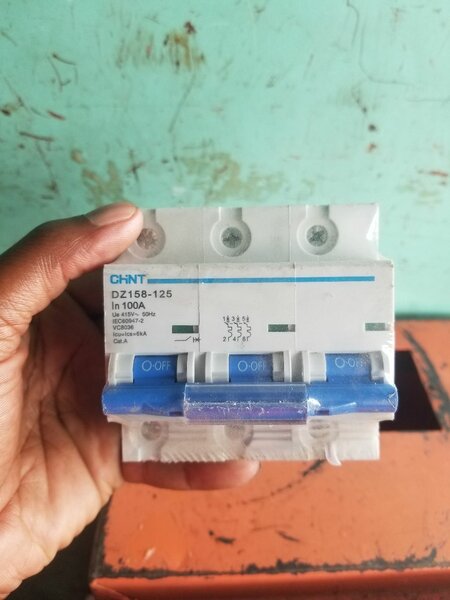 CHNT
DZ158-125
In 100A
Ue 415V~ 50Hz
IEC60947-2
VC8036
Icu=Ics=6kA
Cat.A
1 3 5
2 4 6
O·OFF O·OFF O·OFF